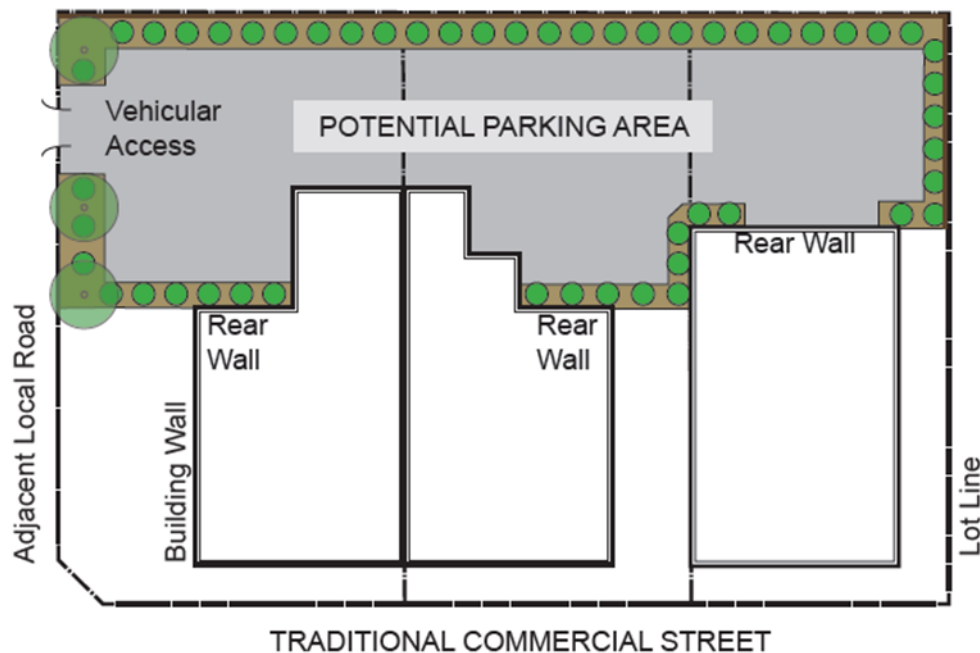 Vehicular
Access
POTENTIAL PARKING AREA
Rear Wall
Rear
Wall
Rear
Wall
Adjacent Local Road
Building Wall
Lot Line
TRADITIONAL COMMERCIAL STREET